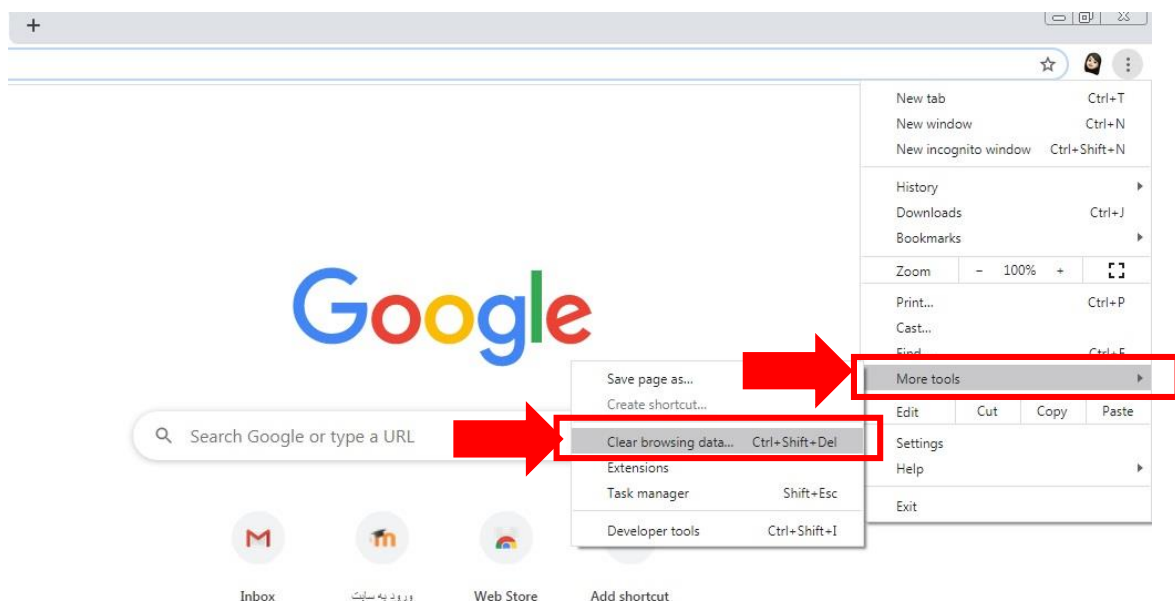 New tab Ctrl+T
New window Ctrl+N
New incognito window Ctrl+Shift+N
History
Downloads Ctrl+J
Bookmarks
Zoom - 100% +
Print... Ctrl+P
Cast...
Find... Ctrl+F
More tools
Edit Cut Copy Paste
Settings
Help
Exit
Google
Save page as...
Create shortcut...
Clear browsing data... Ctrl+Shift+Del
Extensions
Task manager Shift+Esc
Developer tools Ctrl+Shift+I
Search Google or type a URL
Inbox ورود به سایت Web Store Add shortcut